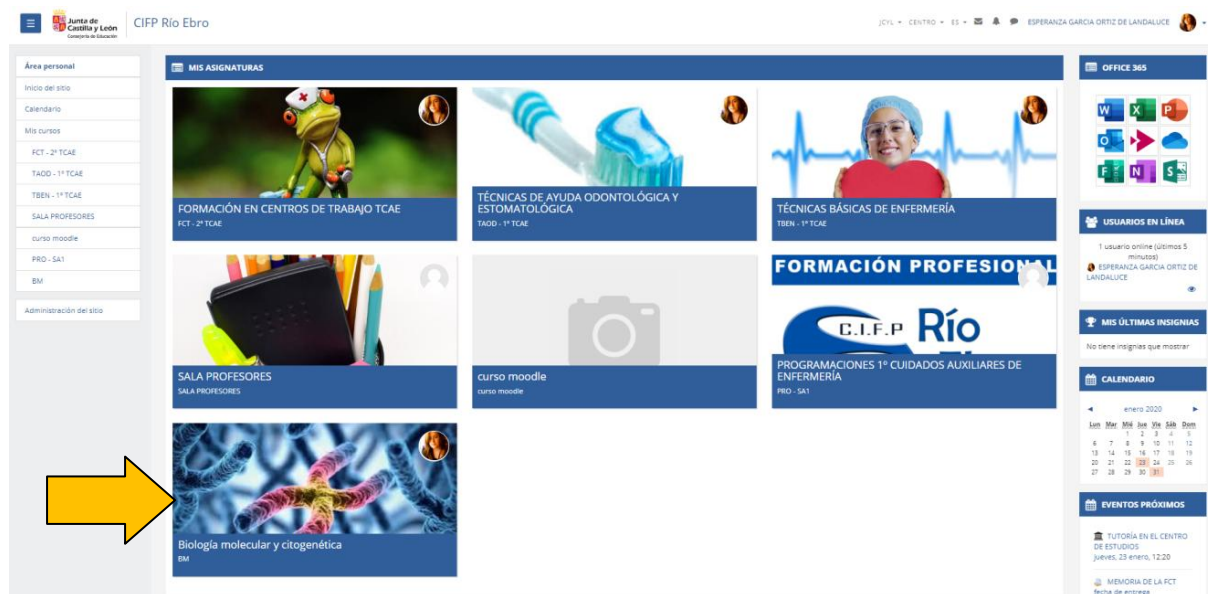 Junta de
Castilla y León
Consejería de Educación
CIFP Río Ebro
JCYL
CENTRO
ES
ESPERANZA GARCIA ORTIZ DE LANDALUCE
Área personal
Inicio del sitio
Calendario
Mis cursos
FCT - 2º TCAE
TAOD - 1º TCAE
TBEN - 1º TCAE
SALA PROFESORES
curso moodle
PRO - SA1
BM
Administración del sitio
MIS ASIGNATURAS
FORMACIÓN EN CENTROS DE TRABAJO TCAE
FCT - 2º TCAE
TÉCNICAS DE AYUDA ODONTOLÓGICA Y
ESTOMATOLÓGICA
TAOD - 1º TCAE
TÉCNICAS BÁSICAS DE ENFERMERÍA
TBEN - 1º TCAE
SALA PROFESORES
SALA PROFESORES
curso moodle
curso moodle
FORMACIÓN PROFESIONAL
C.I.F.P Río
PROGRAMACIONES 1º CUIDADOS AUXILIARES DE
ENFERMERÍA
PRO - SA1
Biología molecular y citogenética
BM
OFFICE 365
W X P
O
F N S
USUARIOS EN LÍNEA
1 usuario online (últimos 5
minutos)
ESPERANZA GARCIA ORTIZ DE
LANDALUCE
MIS ÚLTIMAS INSIGNIAS
No tiene insignias que mostrar
CALENDARIO
enero 2020
Lun Mar Mié Jue Vie Sáb Dom
1 2 3 4 5
6 7 8 9 10 11 12
13 14 15 16 17 18 19
20 21 22 23 24 25 26
27 28 29 30 31
EVENTOS PRÓXIMOS
TUTORÍA EN EL CENTRO
DE ESTUDIOS
jueves, 23 enero, 12:20
MEMORIA DE LA FCT
fecha de entrega